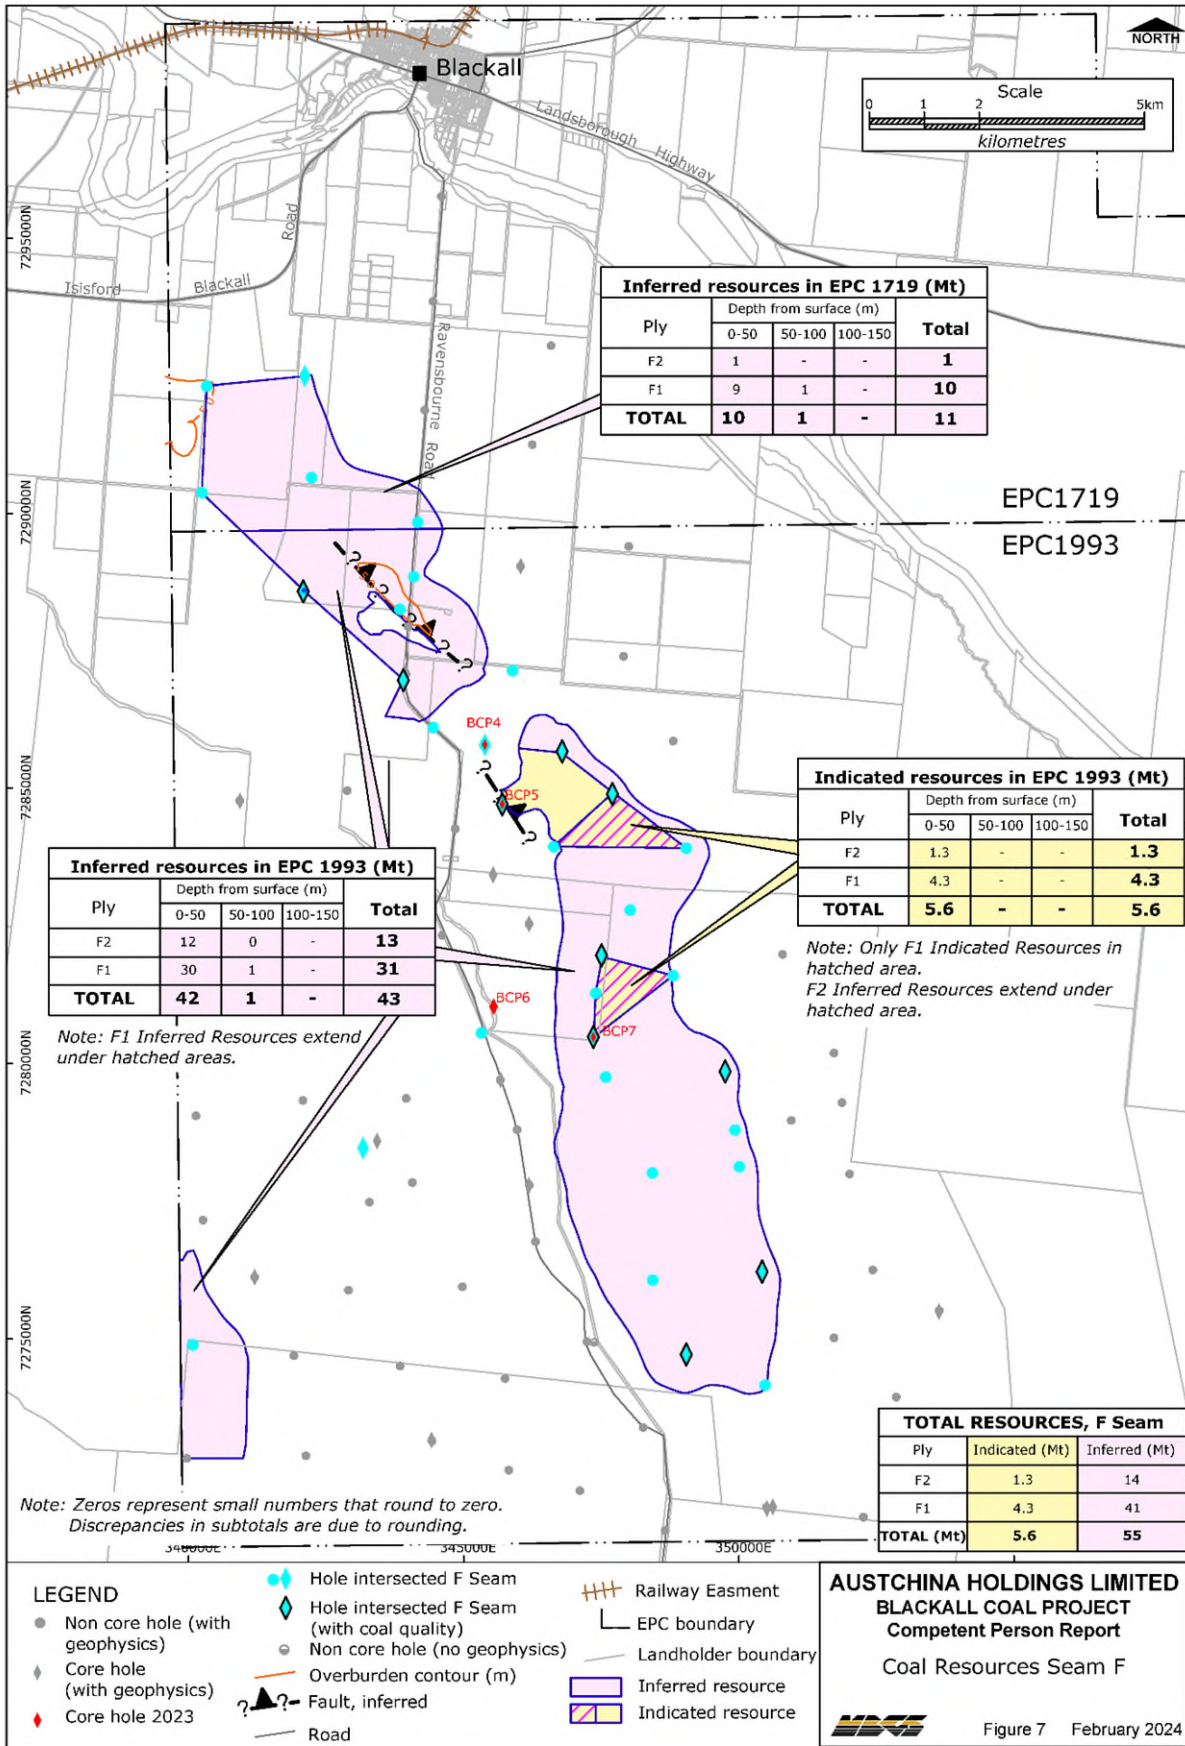 NORTH
Blackall
Scale
0 1 2 5km
kilometres
Landsborough Highway
7295000N
Road
Isisford Blackall
Ravensbourne Road
Inferred resources in EPC 1719 (Mt)
Ply Depth from surface (m) Total
0-50 50-100 100-150
F2 1 - - 1
F1 9 1 - 10
TOTAL 10 1 - 11
50
7290000N
EPC1719
EPC1993
?
?
50
?
?
?
BCP4
?
BCP5
?
7285000N
Indicated resources in EPC 1993 (Mt)
Ply Depth from surface (m) Total
0-50 50-100 100-150
F2 1.3 - - 1.3
F1 4.3 - - 4.3
TOTAL 5.6 - - 5.6
Note: Only F1 Indicated Resources in
hatched area.
F2 Inferred Resources extend under
hatched area.
Inferred resources in EPC 1993 (Mt)
Ply Depth from surface (m) Total
0-50 50-100 100-150
F2 12 0 - 13
F1 30 1 - 31
TOTAL 42 1 - 43
Note: F1 Inferred Resources extend
under hatched areas.
BCP6
BCP7
7280000N
7275000N
TOTAL RESOURCES, F Seam
Ply Indicated (Mt) Inferred (Mt)
F2 1.3 14
F1 4.3 41
TOTAL (Mt) 5.6 55
Note: Zeros represent small numbers that round to zero.
Discrepancies in subtotals are due to rounding.
340000E 345000E 350000E
LEGEND
Non core hole (with
geophysics)
Core hole
(with geophysics)
Core hole 2023
Hole intersected F Seam
Hole intersected F Seam
(with coal quality)
Non core hole (no geophysics)
Overburden contour (m)
? ? Fault, inferred
Road
Railway Easment
EPC boundary
Landholder boundary
Inferred resource
Indicated resource
AUSTCHINA HOLDINGS LIMITED
BLACKALL COAL PROJECT
Competent Person Report
Coal Resources Seam F
Figure 7 February 2024